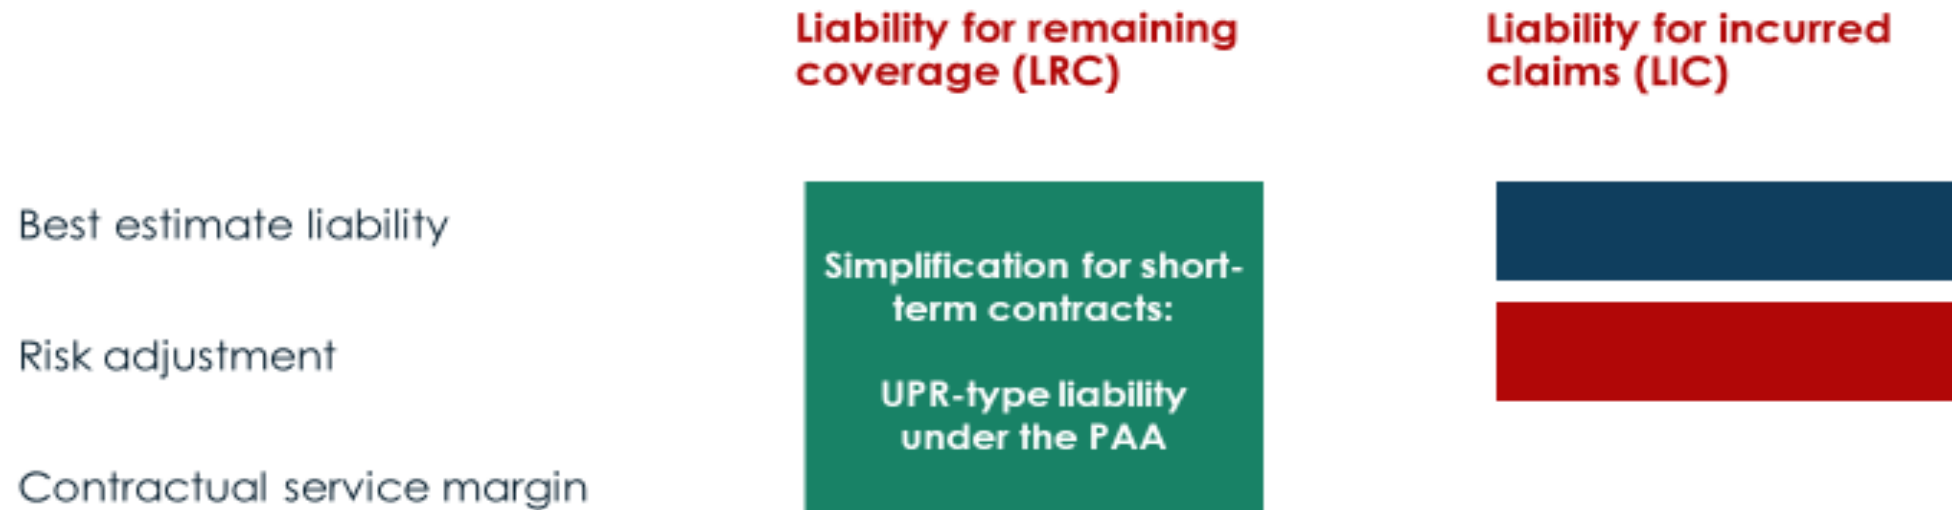 Liability for remaining
coverage (LRC)
Liability for incurred
claims (LIC)
Best estimate liability
Risk adjustment
Contractual service margin
Simplification for short-
term contracts:
UPR-type liability
under the PAA